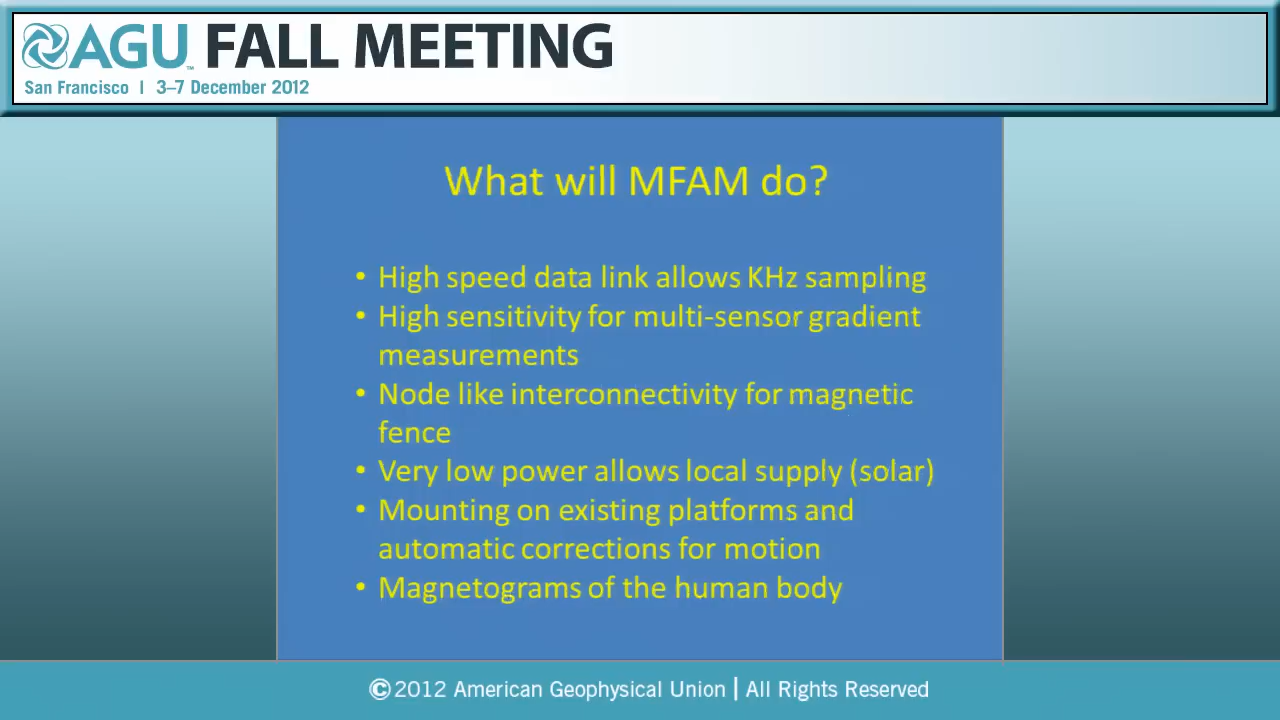 AGU™ FALL MEETING
San Francisco | 3–7 December 2012
What will MFAM do?
• High speed data link allows KHz sampling
• High sensitivity for multi-sensor gradient
measurements
• Node like interconnectivity for magnetic
fence
• Very low power allows local supply (solar)
• Mounting on existing platforms and
automatic corrections for motion
• Magnetograms of the human body
©2012 American Geophysical Union | All Rights Reserved